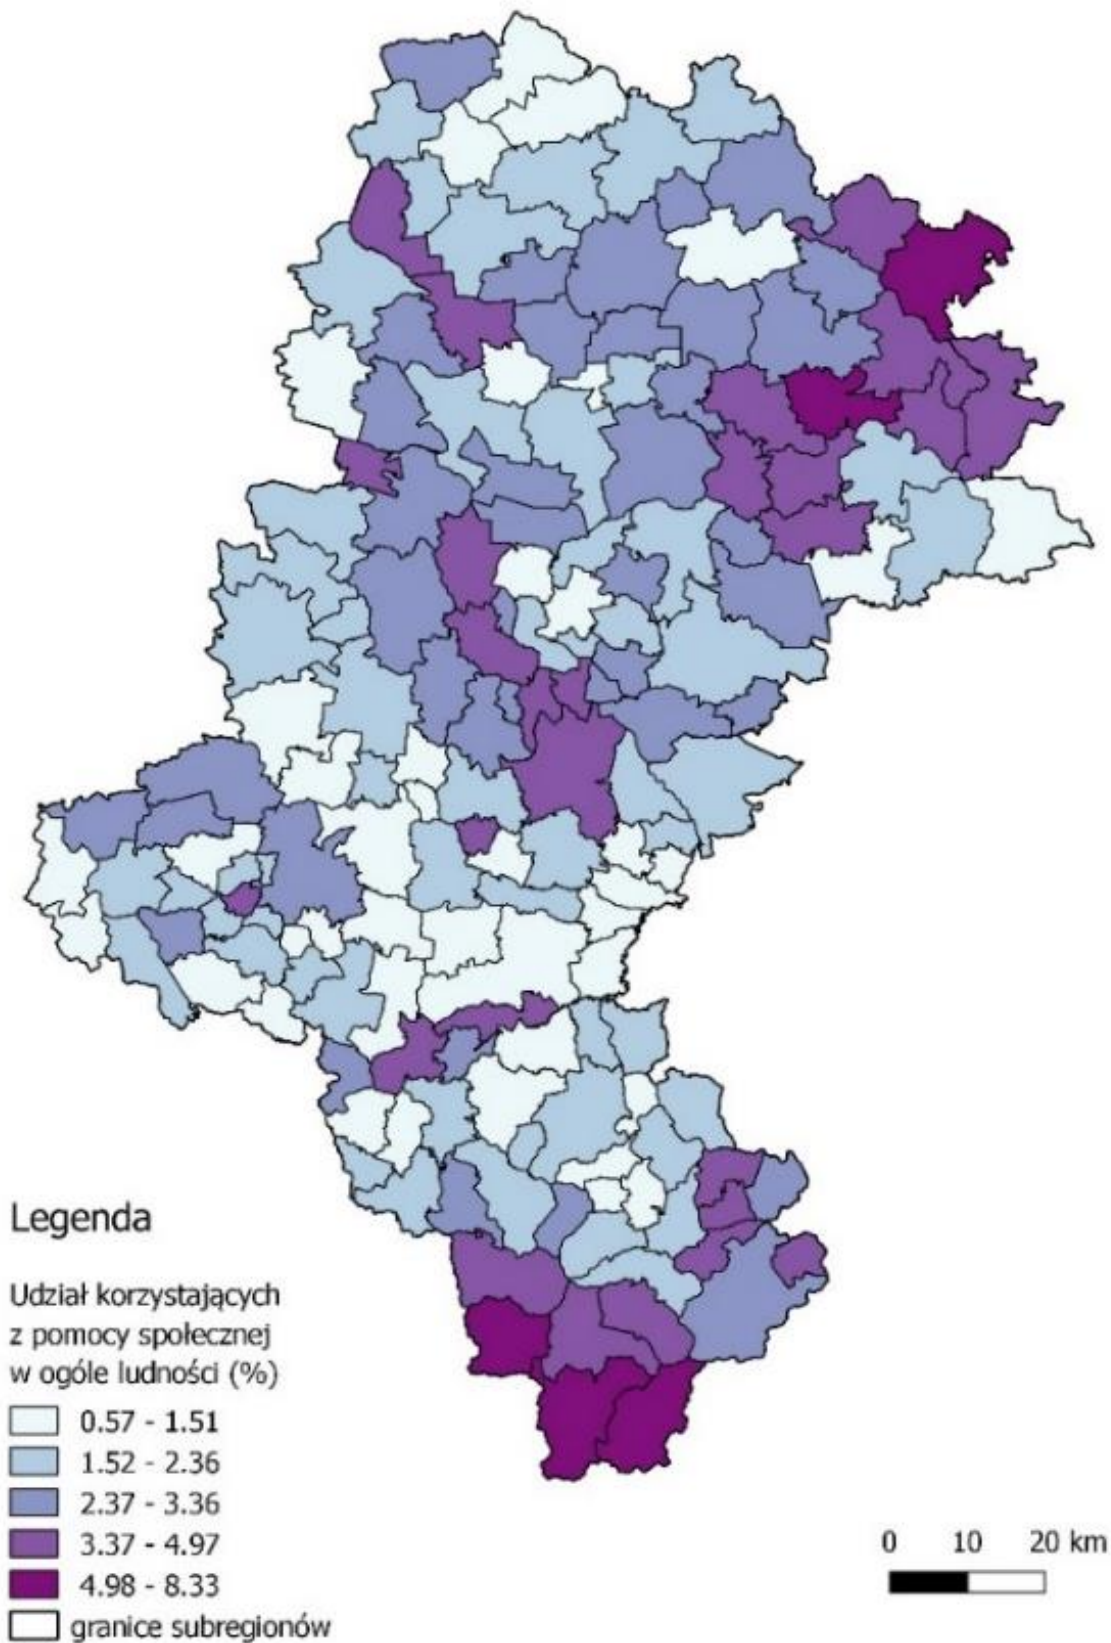 Legenda
Udział korzystających
z pomocy społecznej
w ogóle ludności (%)
0.57 - 1.51
1.52 - 2.36
2.37 - 3.36
3.37 - 4.97
4.98 - 8.33
granice subregionów
0 10 20 km